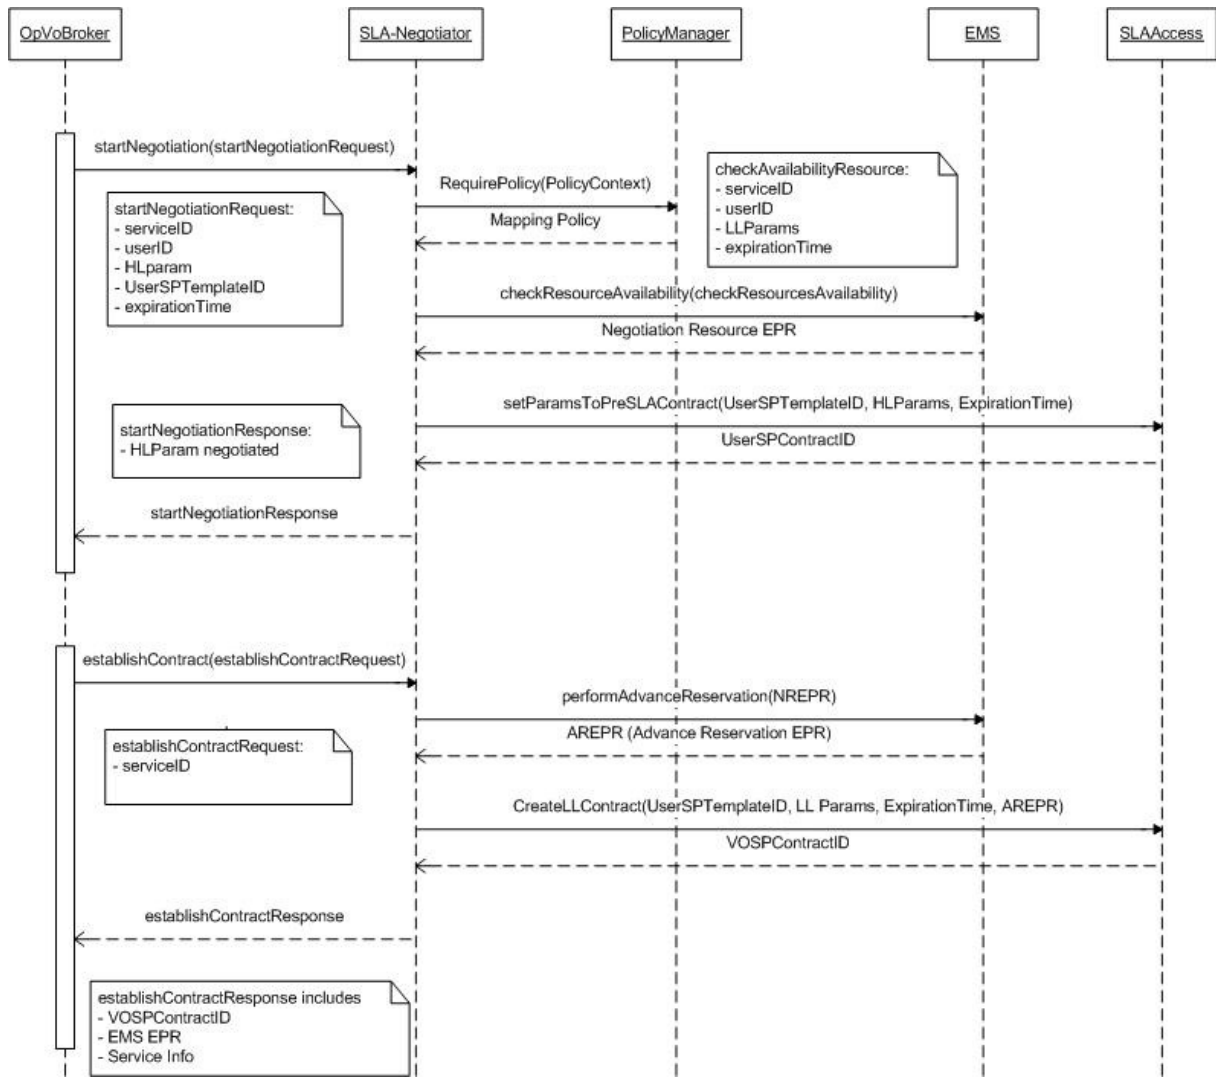 OpVoBroker
SLA-Negotiator
PolicyManager
EMS
SLAAccess
startNegotiation(startNegotiationRequest)
RequirePolicy(PolicyContext)
Mapping Policy
checkAvailabilityResource:
- serviceID
- userID
- LLParams
- expirationTime
startNegotiationRequest:
- serviceID
- userID
- HLparam
- UserSPTemplateID
- expirationTime
checkResourceAvailability(checkResourcesAvailability)
Negotiation Resource EPR
setParamsToPreSLAContract(UserSPTemplateID, HLParams, ExpirationTime)
UserSPContractID
startNegotiationResponse:
- HLParam negotiated
startNegotiationResponse
establishContract(establishContractRequest)
performAdvanceReservation(NREPR)
AREPR (Advance Reservation EPR)
establishContractRequest:
- serviceID
CreateLLContract(UserSPTemplateID, LL Params, ExpirationTime, AREPR)
VOSPContractID
establishContractResponse
establishContractResponse includes
- VOSPContractID
- EMS EPR
- Service Info